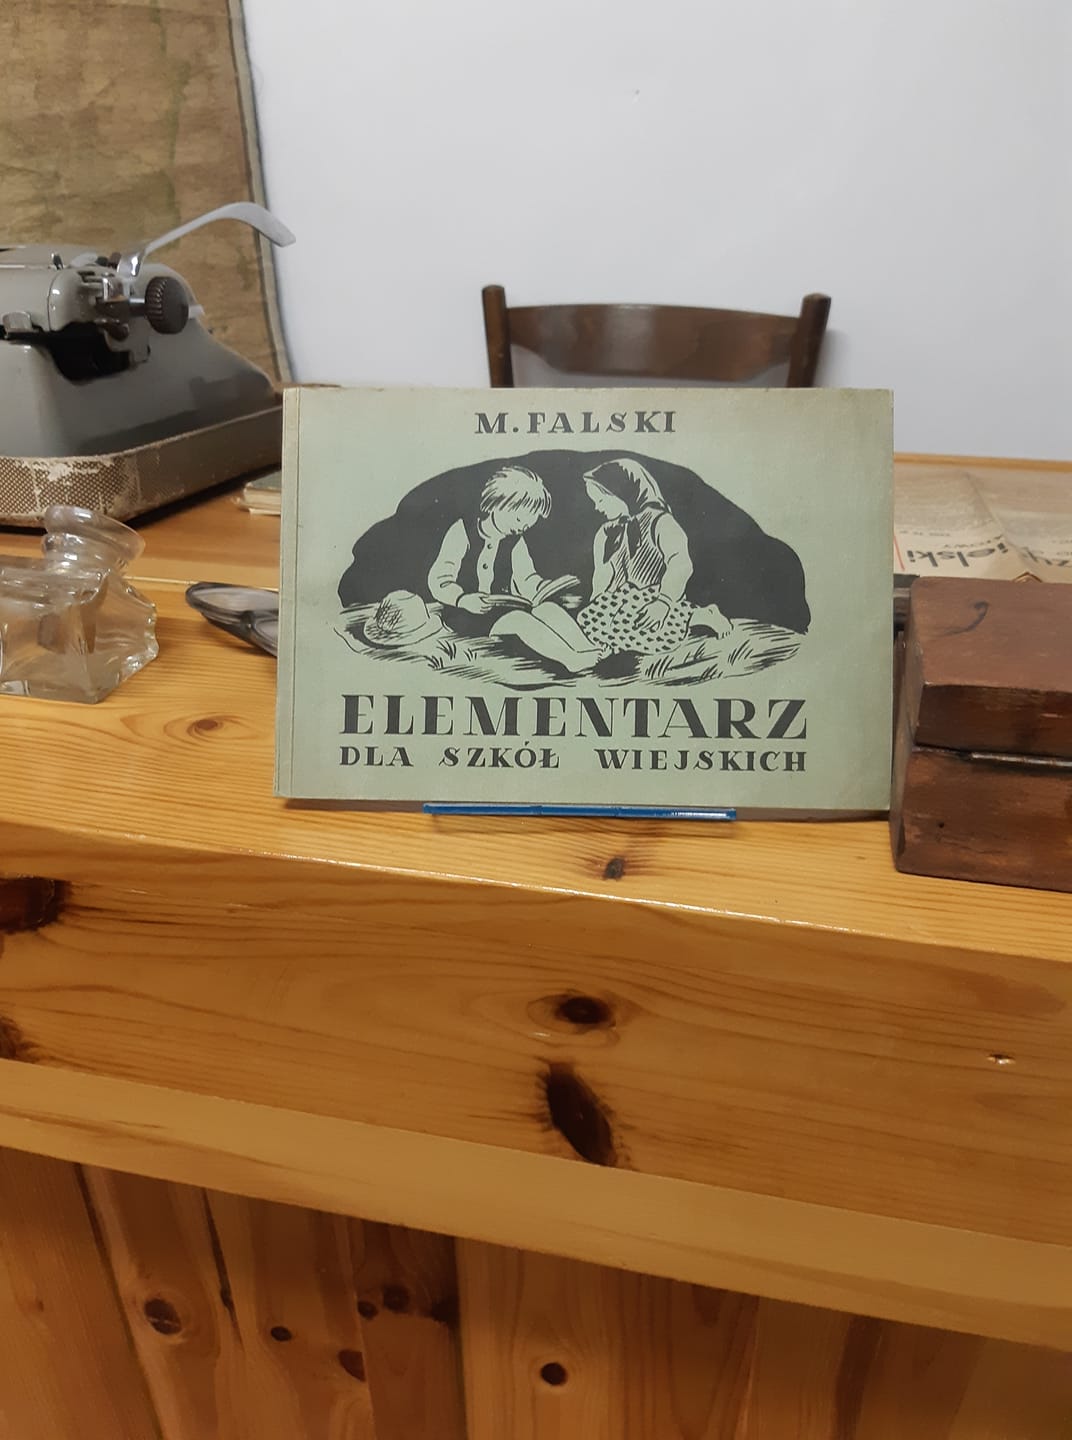 M. FALSKI
ELEMENTARZ
DLA SZKÓŁ WIEJSKICH